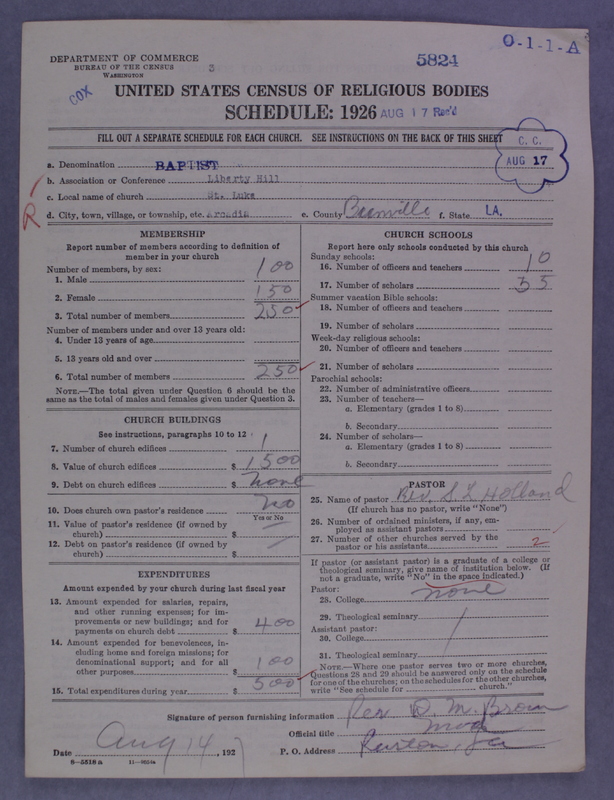 O-1-1-A
DEPARTMENT OF COMMERCE
BUREAU OF THE CENSUS
WASHINGTON
3
5824
COX
UNITED STATES CENSUS OF RELIGIOUS BODIES
SCHEDULE: 1926
AUG 17 Rec'd
FILL OUT A SEPARATE SCHEDULE FOR EACH CHURCH. SEE INSTRUCTIONS ON THE BACK OF THIS SHEET
C. C.
AUG 17
a. Denomination BAPTIST
b. Association or Conference Liberty Hill
c. Local name of church St. Luke
R
d. City, town, village, or township, etc. Arcadia e. County Bienville f. State LA.
MEMBERSHIP
Report number of members according to definition of
member in your church
Number of members, by sex:
1. Male 100
2. Female 150
3. Total number of members 250
Number of members under and over 13 years old:
4. Under 13 years of age
5. 13 years old and over
6. Total number of members 250
NOTE.—The total given under Question 6 should be the
same as the total of males and females given under Question 3.
CHURCH BUILDINGS
See instructions, paragraphs 10 to 12
7. Number of church edifices 1
8. Value of church edifices $ 1500
9. Debt on church edifices $ none
10. Does church own pastor's residence no
Yes or No
11. Value of pastor's residence (if owned by
church) $
12. Debt on pastor's residence (if owned by
church) $
EXPENDITURES
Amount expended by your church during last fiscal year
13. Amount expended for salaries, repairs,
and other running expenses; for im-
provements or new buildings; and for
payments on church debt $ 400
14. Amount expended for benevolences, in-
cluding home and foreign missions; for
denominational support; and for all
other purposes $ 100
15. Total expenditures during year $ 500
CHURCH SCHOOLS
Report here only schools conducted by this church
Sunday schools:
16. Number of officers and teachers 10
17. Number of scholars 35
Summer vacation Bible schools:
18. Number of officers and teachers
19. Number of scholars
Week-day religious schools:
20. Number of officers and teachers
21. Number of scholars
Parochial schools:
22. Number of administrative officers
23. Number of teachers—
a. Elementary (grades 1 to 8)
b. Secondary
24. Number of scholars—
a. Elementary (grades 1 to 8)
b. Secondary
PASTOR
25. Name of pastor Rev. S. L. Holland
(If church has no pastor, write "None")
26. Number of ordained ministers, if any, em-
ployed as assistant pastors
27. Number of other churches served by the
pastor or his assistants 2
If pastor (or assistant pastor) is a graduate of a college or
theological seminary, give name of institution below. (If
not a graduate, write "No" in the space indicated.)
Pastor:
28. College none
29. Theological seminary
Assistant pastor:
30. College
31. Theological seminary
NOTE.—Where one pastor serves two or more churches,
Questions 28 and 29 should be answered only on the schedule
for one of the churches; on the schedules for the other churches,
write "See schedule for church."
Signature of person furnishing information Rev. D. M. Brown
Official title Mod
Date Aug 14, 1927 P. O. Address Ruston, La
8—5518 a